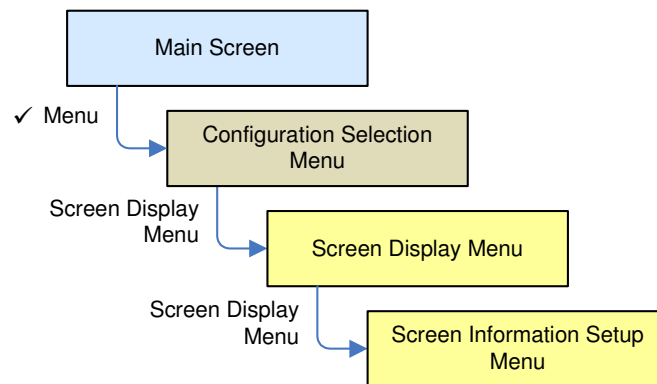 Main Screen
✓ Menu
Configuration Selection
Menu
Screen Display
Menu
Screen Display Menu
Screen Display
Menu
Screen Information Setup
Menu